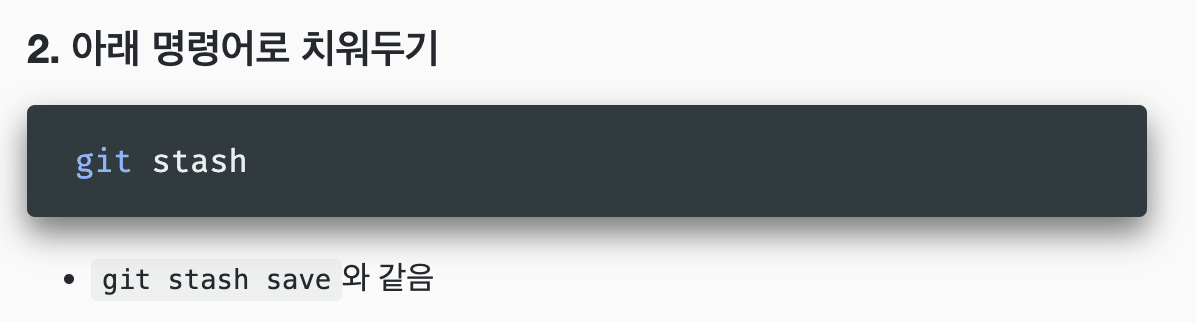 2. 아래 명령어로 치워두기
git stash
• git stash save와 같음